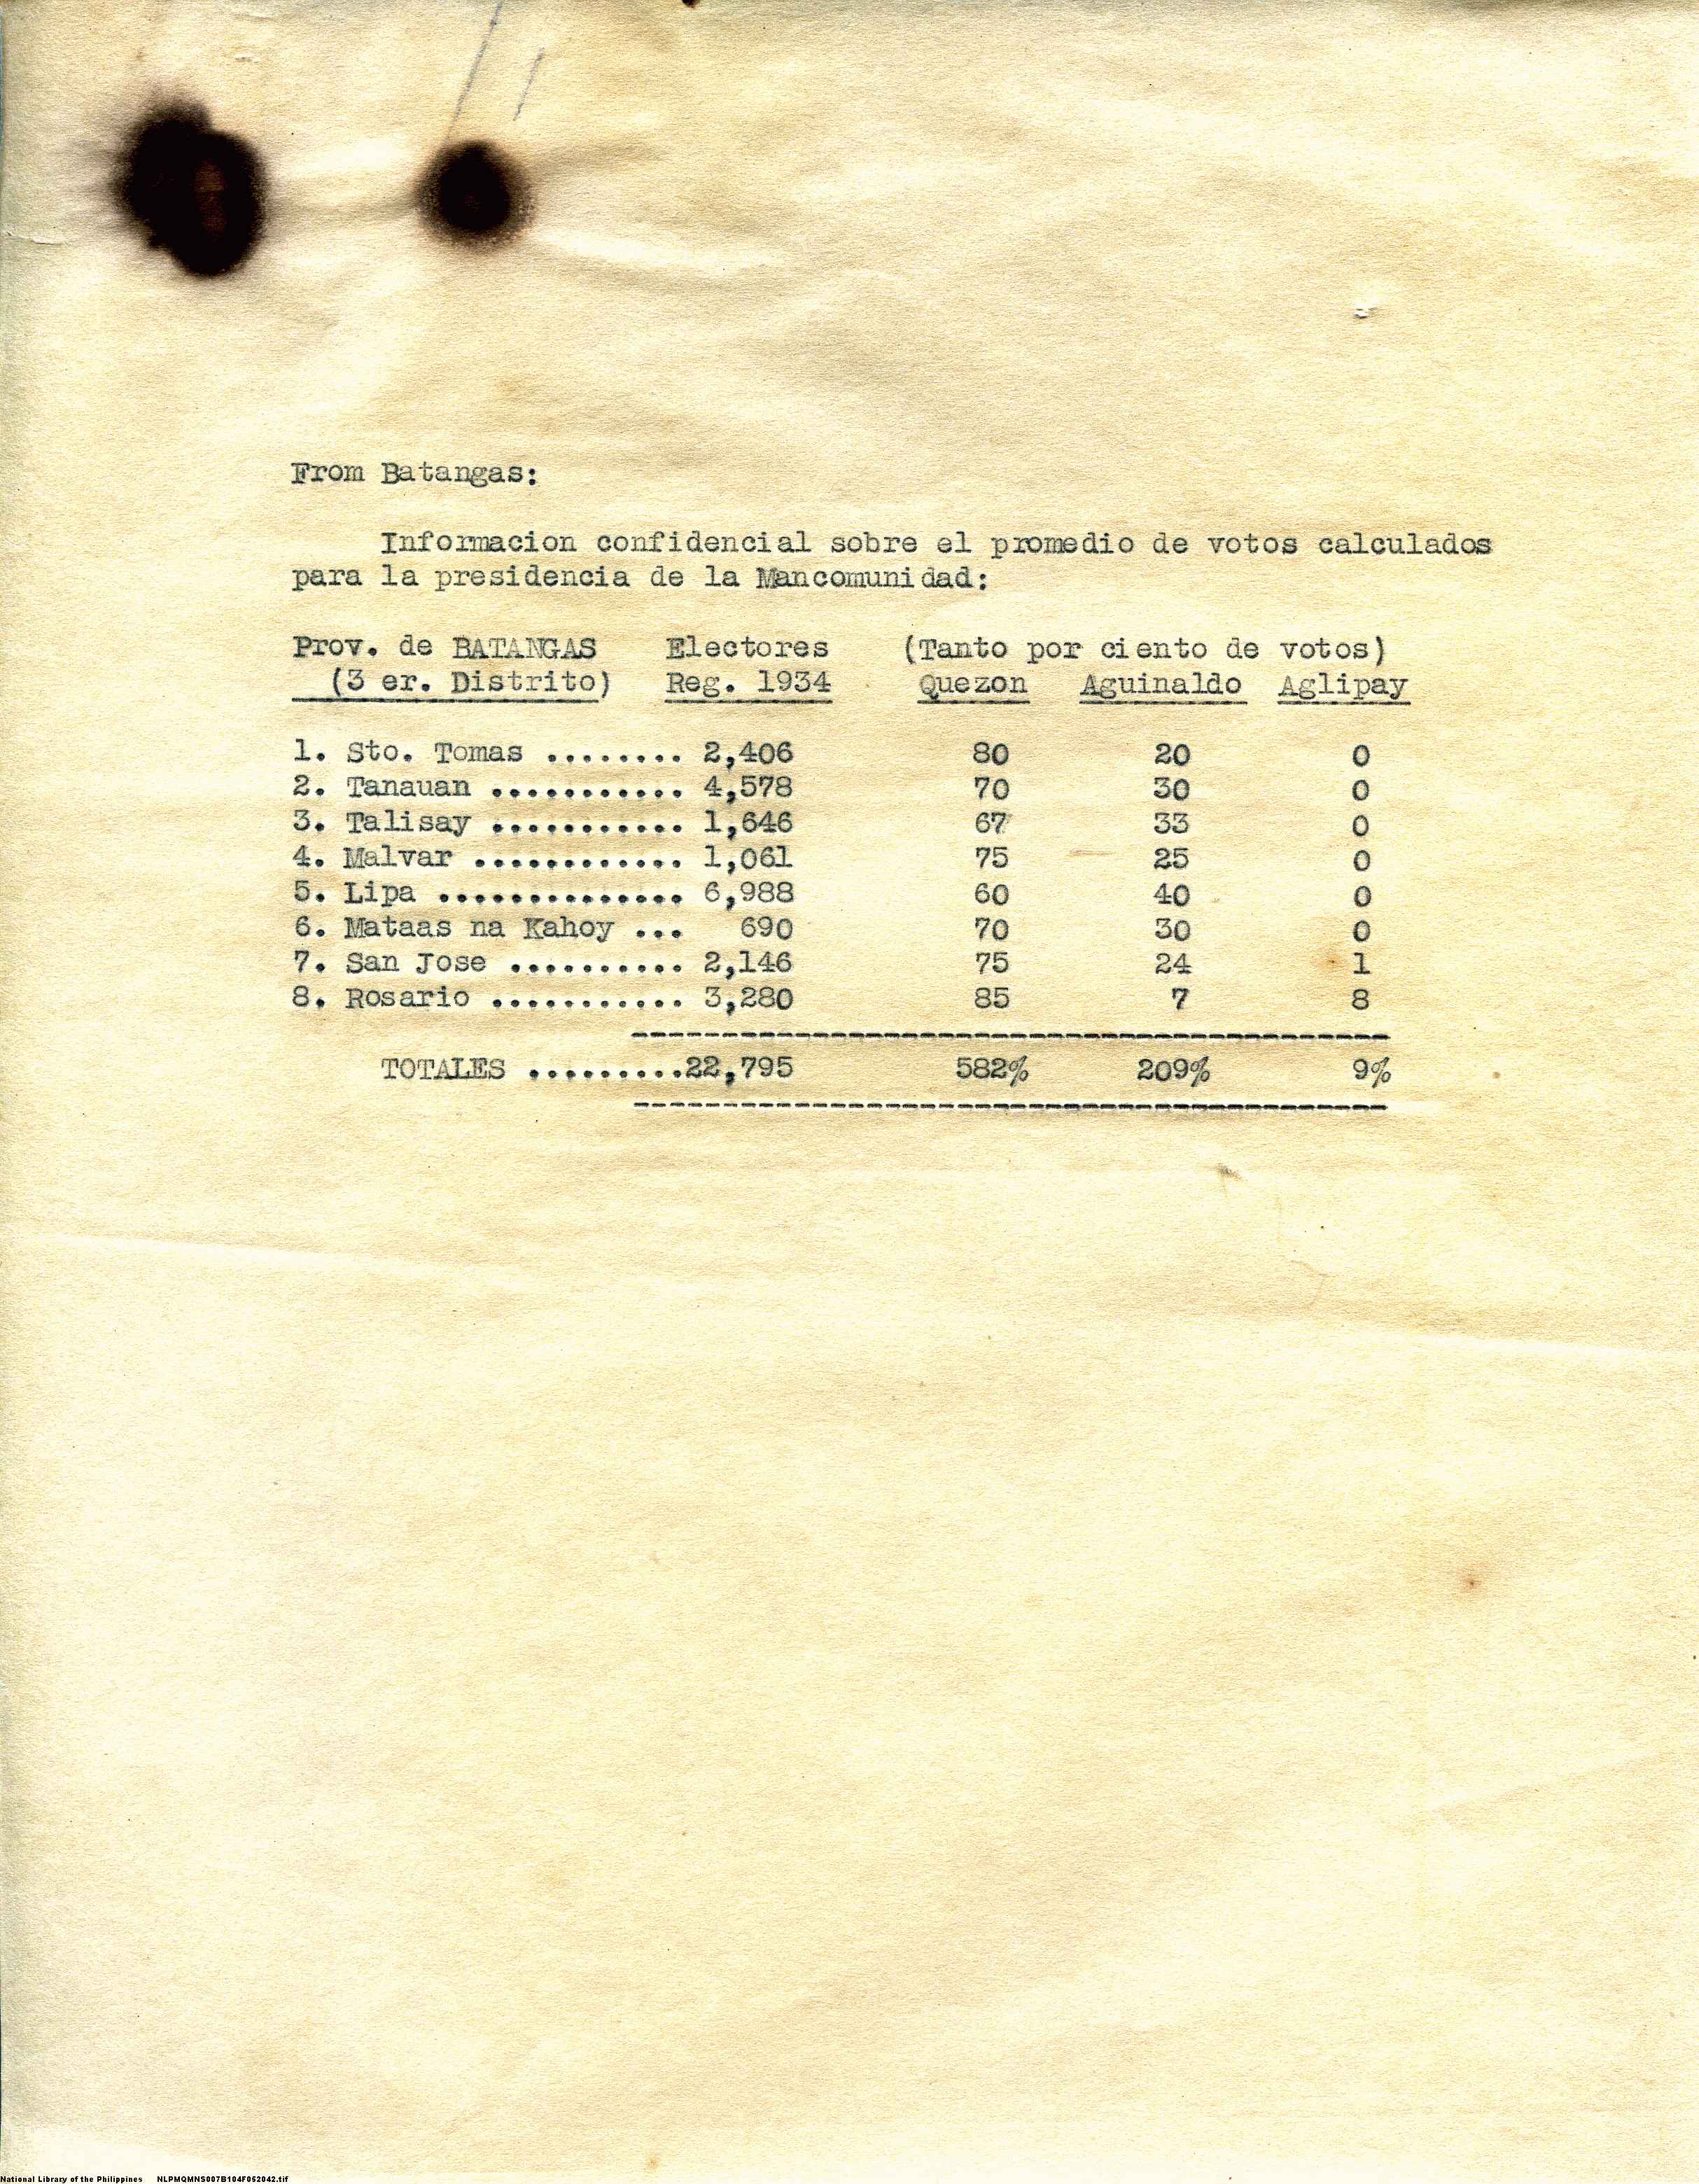 From Batangas:
Informacion confidencial sobre el promedio de votos calculados
para la presidencia de la Mancomunidad:
Prov. de BATANGAS Electores (Tanto por ciento de votos)
(3 er. Distrito) Reg. 1934 Quezon Aguinaldo Aglipay
1. Sto. Tomas ........ 2,406 80 20 0
2. Tanauan ........... 4,578 70 30 0
3. Talisay ........... 1,646 67 33 0
4. Malvar ............ 1,061 75 25 0
5. Lipa .............. 6,988 60 40 0
6. Mataas na Kahoy ... 690 70 30 0
7. San Jose .......... 2,146 75 24 1
8. Rosario ........... 3,280 85 7 8
TOTALES .........22,795 582% 209% 9%
National Library of the Philippines NLPMQMNS007B104F052042.tif